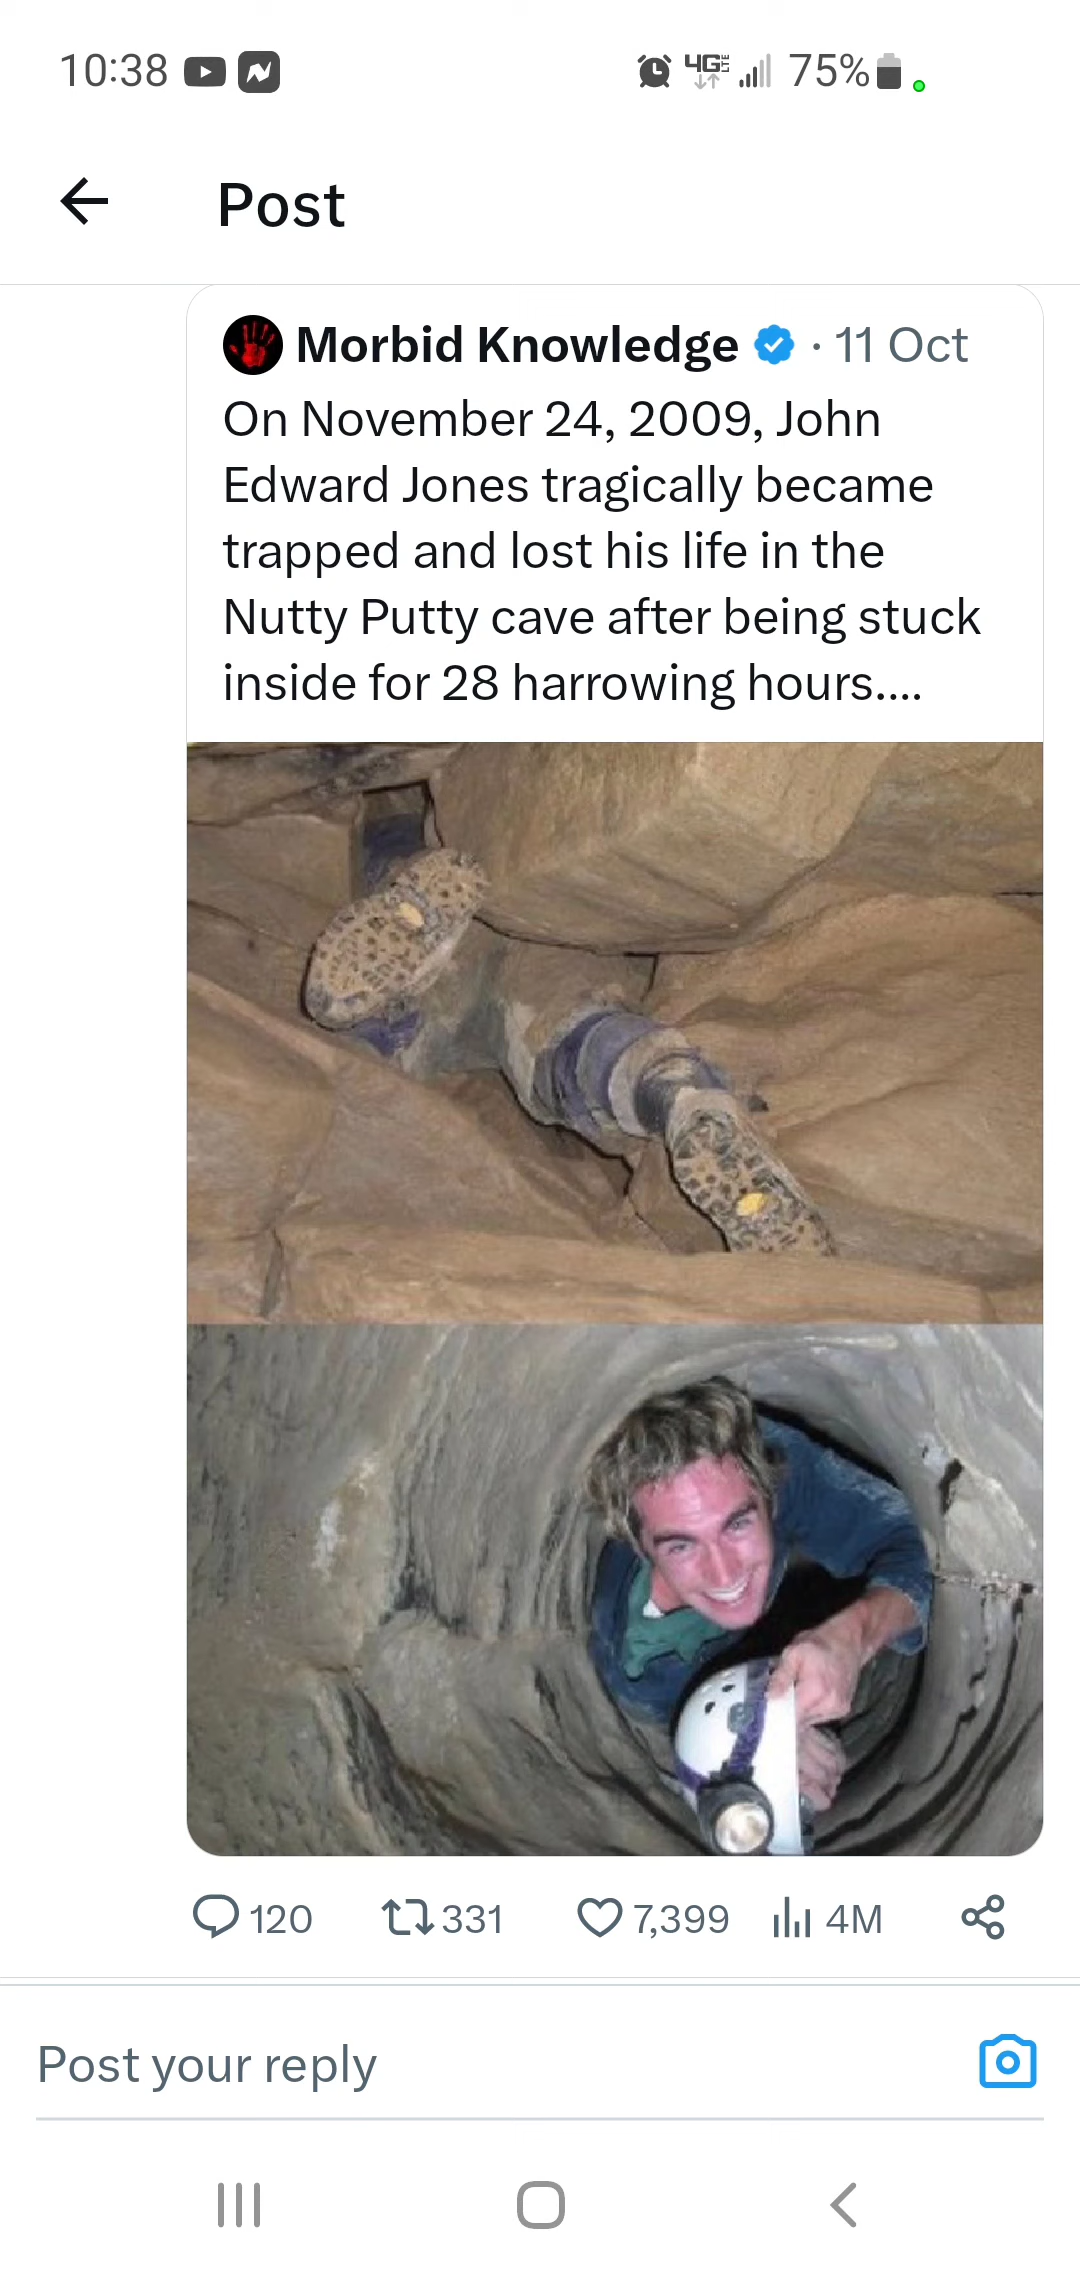 10:38
4G LTE
75%
Post
Morbid Knowledge · 11 Oct
On November 24, 2009, John
Edward Jones tragically became
trapped and lost his life in the
Nutty Putty cave after being stuck
inside for 28 harrowing hours....
120 331 7,399 4M
Post your reply